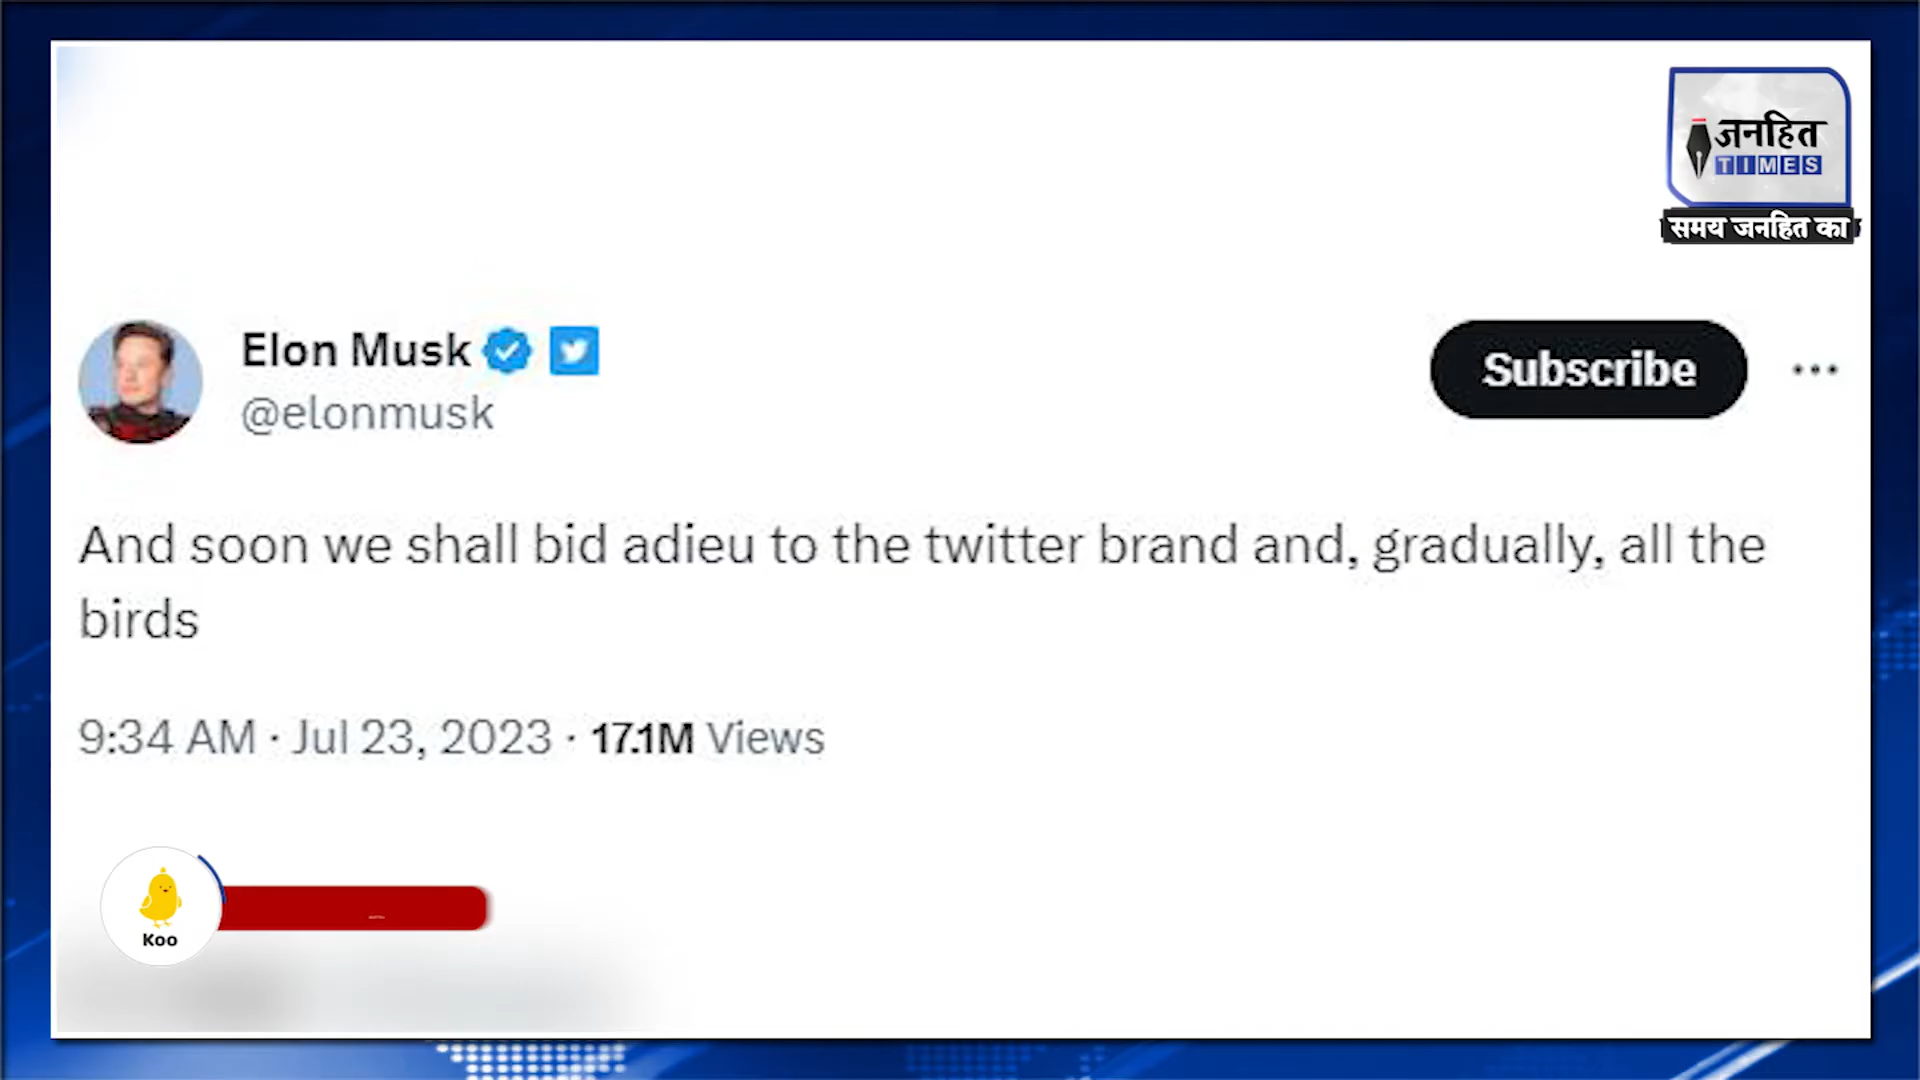 जनहित
TIMES
समय जनहित का
Elon Musk
@elonmusk
Subscribe
And soon we shall bid adieu to the twitter brand and, gradually, all the
birds
9:34 AM · Jul 23, 2023 · 17.1M Views
Koo